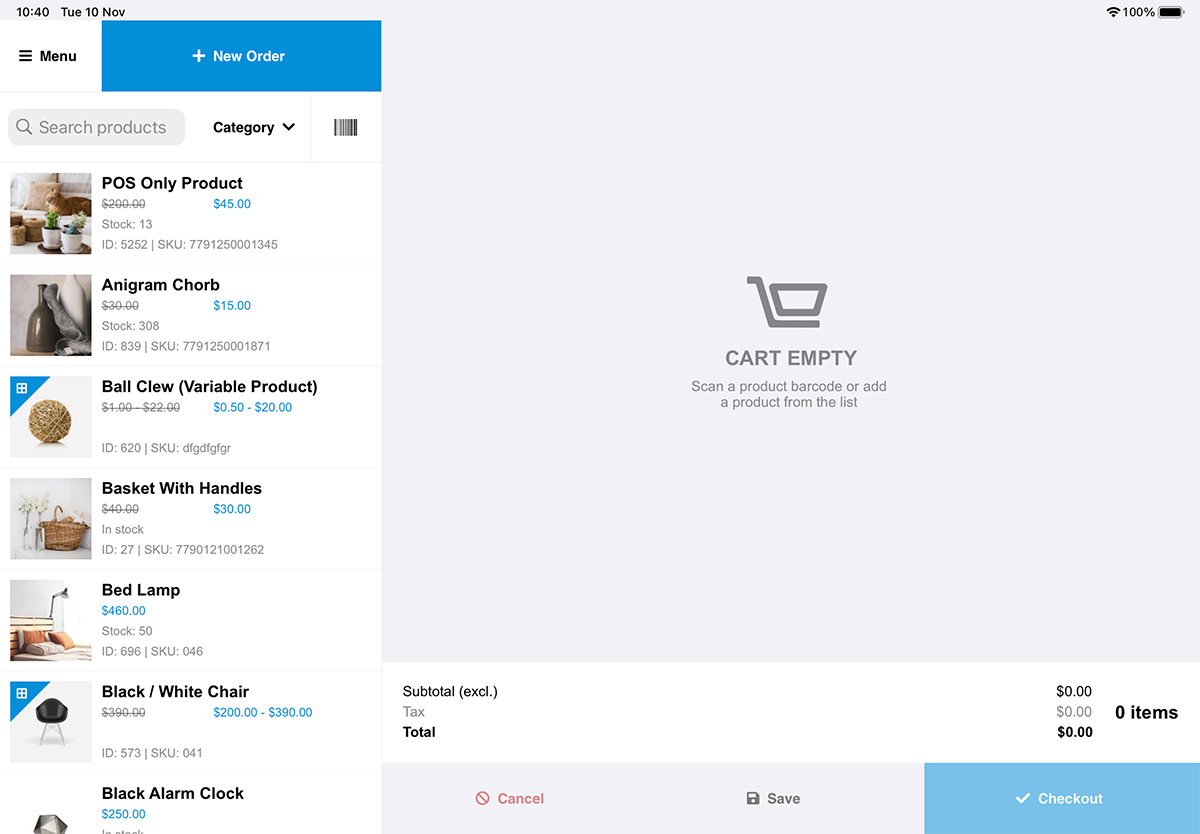 10:40 Tue 10 Nov
100%
Menu
New Order
Search products
Category
POS Only Product
$200.00 $45.00
Stock: 13
ID: 5252 | SKU: 7791250001345
Anigram Chorb
$30.00 $15.00
Stock: 308
ID: 839 | SKU: 7791250001871
Ball Clew (Variable Product)
$1.00 - $22.00 $0.50 - $20.00
ID: 620 | SKU: dfgdfgfgr
Basket With Handles
$40.00 $30.00
In stock
ID: 27 | SKU: 7790121001262
Bed Lamp
$460.00
Stock: 50
ID: 696 | SKU: 046
Black / White Chair
$390.00 $200.00 - $390.00
ID: 573 | SKU: 041
Black Alarm Clock
$250.00
In stock
CART EMPTY
Scan a product barcode or add
a product from the list
Subtotal (excl.) $0.00
Tax $0.00
Total $0.00
0 items
Cancel
Save
Checkout